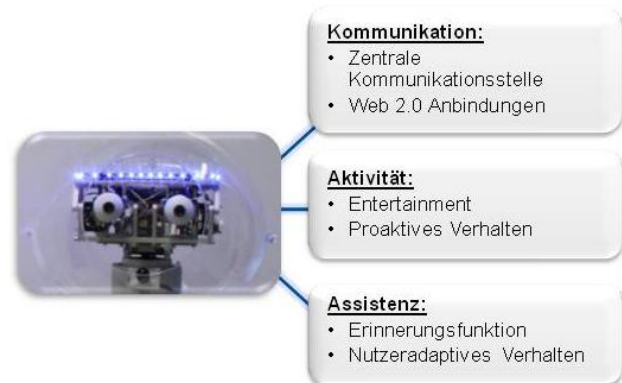 Kommunikation:
• Zentrale
Kommunikationsstelle
• Web 2.0 Anbindungen
Aktivität:
• Entertainment
• Proaktives Verhalten
Assistenz:
• Erinnerungsfunktion
• Nutzeradaptives Verhalten